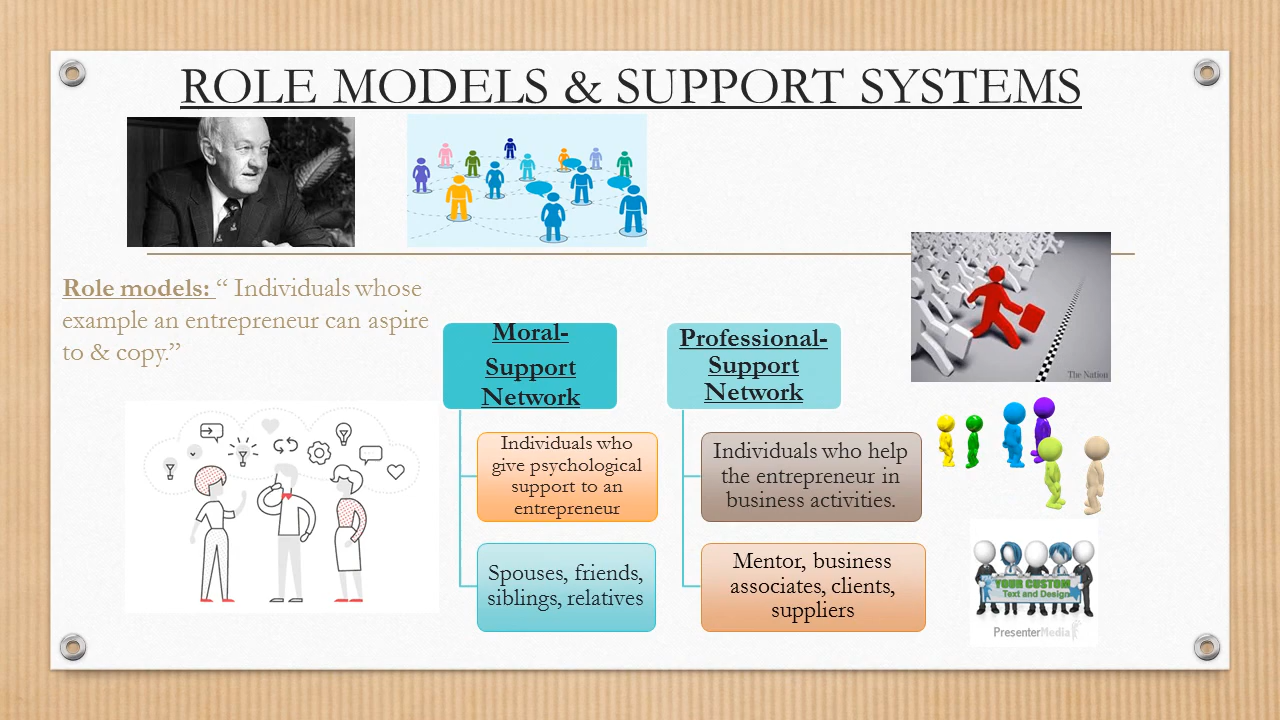 ROLE MODELS & SUPPORT SYSTEMS
Role models: “ Individuals whose
example an entrepreneur can aspire
to & copy.”
Moral-
Support
Network
Individuals who
give psychological
support to an
entrepreneur
Spouses, friends,
siblings, relatives
Professional-
Support
Network
Individuals who help
the entrepreneur in
business activities.
Mentor, business
associates, clients,
suppliers
The Nation
YOUR CUSTOM
Text and Design
PresenterMedia